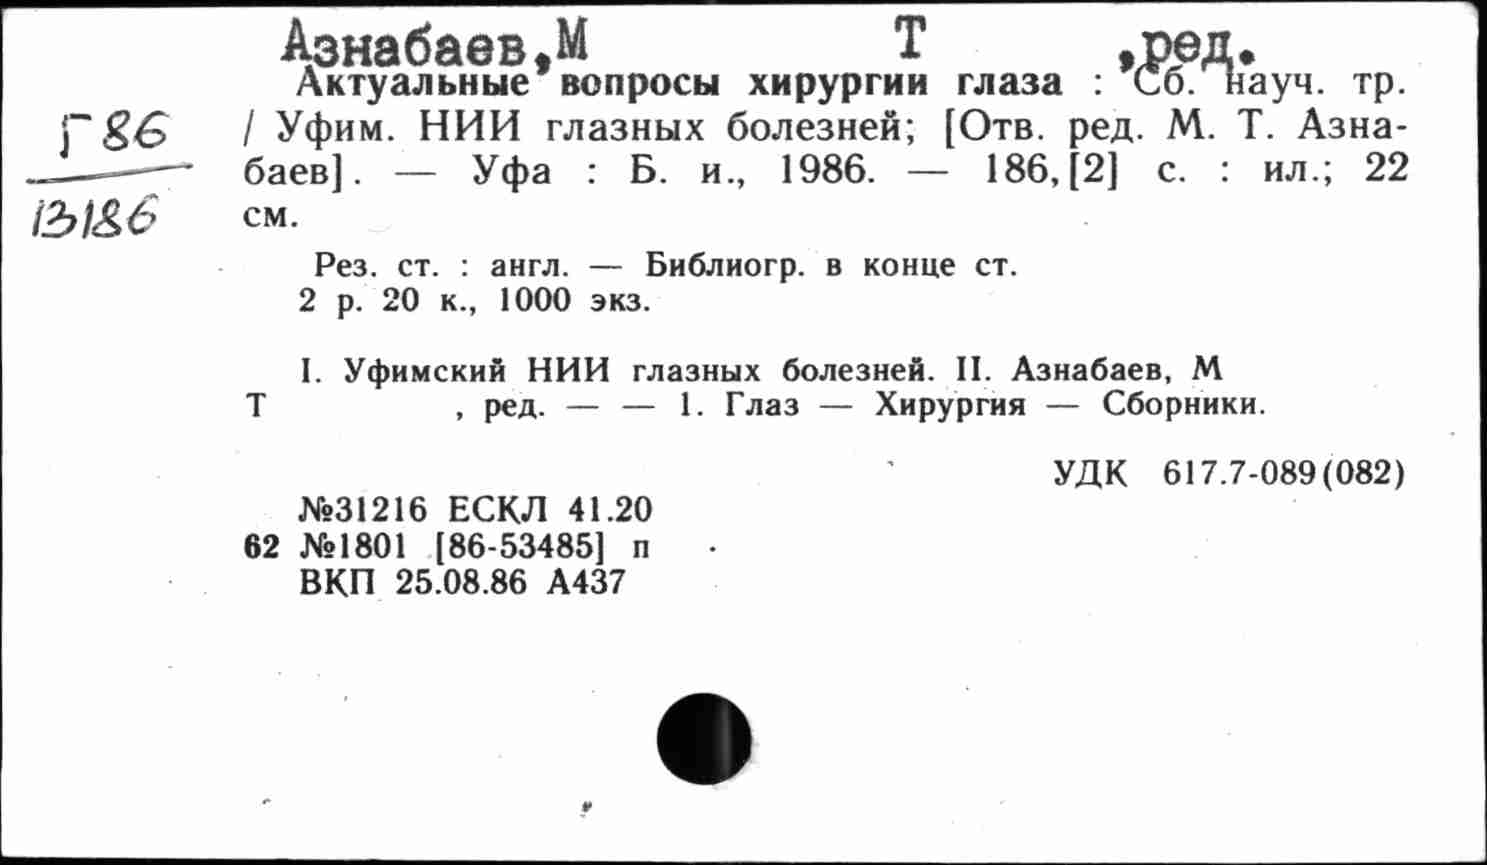 Азнабаев,М Т ,ред.
Актуальные вопросы хирургии глаза : Сб. науч. тр.
Г 86
/ Уфим. НИИ глазных болезней; [Отв. ред. М. Т. Азна-
баев]. — Уфа : Б. и., 1986. — 186,[2] с. : ил.; 22
13186
см.
Рез. ст. : англ. — Библиогр. в конце ст.
2 р. 20 к., 1000 экз.
I. Уфимский НИИ глазных болезней. II. Азнабаев, М
Т , ред. — — 1. Глаз — Хирургия — Сборники.
УДК 617.7-089(082)
№31216 ЕСКЛ 41.20
62 №1801 [86-53485] п
ВКП 25.08.86 А437